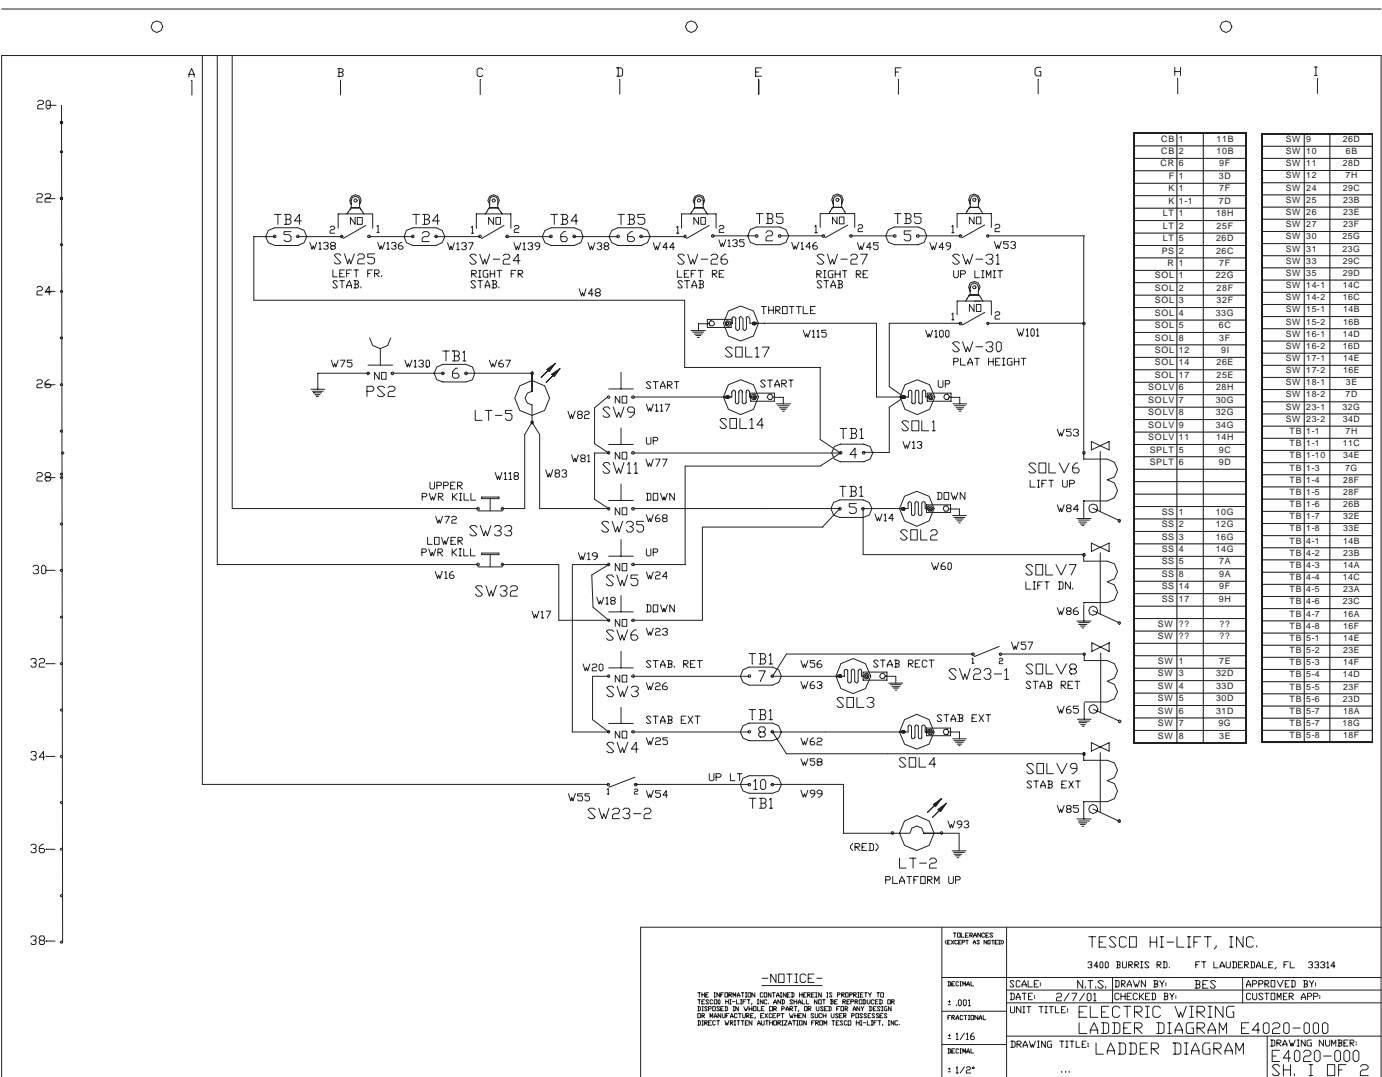 A B C D E F G H I
20
22
24
26
28
30
32
34
36
38
TB4 5
W138
1 2 NO
SW25
LEFT FR.
STAB.
W136
TB4 2
W137
1 2 NO
SW-24
RIGHT FR
STAB.
W139
TB4 6
W38
TB5 6
W44
2 1 NO
SW-26
LEFT RE
STAB
W135
TB5 2
W146
2 1 NO
SW-27
RIGHT RE
STAB
W45
TB5 5
W49
1 2 NO
SW-31
UP LIMIT
W53
W48
THROTTLE
SOL17
W115
W100
1 2 NO
W101
SW-30
PLAT HEIGHT
W75
NO
PS2
W130
TB1 6
W67
LT-5
W118
W83
START
NO
SW9
W117
W82
START
SOL14
UP
SOL1
W13
UP
NO
SW11
W77
W81
TB1
4
DOWN
NO
SW35
W68
TB1
5
W14
DOWN
SOL2
W60
UPPER
PWR KILL
W72
SW33
LOWER
PWR KILL
W16
SW32
W17
W19
UP
NO
SW5
W24
W18
DOWN
NO
SW6
W23
W20
STAB. RET
NO
SW3
W26
TB1
7
W56
W63
STAB RECT
SOL3
1 2
SW23-1
W57
STAB EXT
NO
SW4
W25
TB1
8
W62
W58
STAB EXT
SOL4
W55
1 2
SW23-2
W54
UP LT
10
TB1
W99
(RED)
W93
LT-2
PLATFORM UP
W53
SOLV6
LIFT UP
W84
SOLV7
LIFT DN.
W86
SOLV8
STAB RET
W65
SOLV9
STAB EXT
W85
CB 1 11B
CB 2 10B
CR 6 9F
F 1 3D
K 1 7F
K 1-1 7D
LT 1 18H
LT 2 25F
LT 5 26D
PS 2 26C
R 1 7F
SOL 1 22G
SOL 2 28F
SOL 3 32F
SOL 4 33G
SOL 5 6C
SOL 8 3F
SOL 12 9I
SOL 14 26E
SOL 17 25E
SOLV 6 28H
SOLV 7 30G
SOLV 8 32G
SOLV 9 34G
SOLV 11 14H
SPLT 5 9C
SPLT 6 9D
SS 1 10G
SS 2 12G
SS 3 16G
SS 4 14G
SS 5 7A
SS 8 9A
SS 14 9F
SS 17 9H
SW ?? ??
SW ?? ??
SW 1 7E
SW 3 32D
SW 4 33D
SW 5 30D
SW 6 31D
SW 7 9G
SW 8 3E
SW 9 26D
SW 10 6B
SW 11 28D
SW 12 7H
SW 24 29C
SW 25 23B
SW 26 23E
SW 27 23F
SW 30 25G
SW 31 23G
SW 33 29C
SW 35 29D
SW 14-1 14C
SW 14-2 16C
SW 15-1 14B
SW 15-2 16B
SW 16-1 14D
SW 16-2 16D
SW 17-1 14E
SW 17-2 16E
SW 18-1 3E
SW 18-2 7D
SW 23-1 32G
SW 23-2 34D
TB 1-1 7H
TB 1-1 11C
TB 1-10 34E
TB 1-3 7G
TB 1-4 28F
TB 1-5 28F
TB 1-6 26B
TB 1-7 32E
TB 1-8 33E
TB 4-1 14B
TB 4-2 23B
TB 4-3 14A
TB 4-4 14C
TB 4-5 23A
TB 4-6 23C
TB 4-7 16A
TB 4-8 16F
TB 5-1 14E
TB 5-2 23E
TB 5-3 14F
TB 5-4 14D
TB 5-5 23F
TB 5-6 23D
TB 5-7 18A
TB 5-7 18G
TB 5-8 18F
-NOTICE-
THE INFORMATION CONTAINED HEREIN IS PROPRIETY TO
TESCO HI-LIFT, INC. AND SHALL NOT BE REPRODUCED OR
DISPOSED IN WHOLE OR PART, OR USED FOR ANY DESIGN
OR MANUFACTURE, EXCEPT WHEN SUCH USER POSSESSES
DIRECT WRITTEN AUTHORIZATION FROM TESCO HI-LIFT, INC.
TOLERANCES
(EXCEPT AS NOTED)
DECIMAL
± .001
FRACTIONAL
± 1/16
DECIMAL
± 1/2°
TESCO HI-LIFT, INC.
3400 BURRIS RD. FT LAUDERDALE, FL 33314
SCALE: N.T.S. DRAWN BY: BES APPROVED BY:
DATE: 2/7/01 CHECKED BY: CUSTOMER APP:
UNIT TITLE: ELECTRIC WIRING
LADDER DIAGRAM E4020-000
DRAWING TITLE: LADDER DIAGRAM
...
DRAWING NUMBER:
E4020-000
SH. 1 OF 2